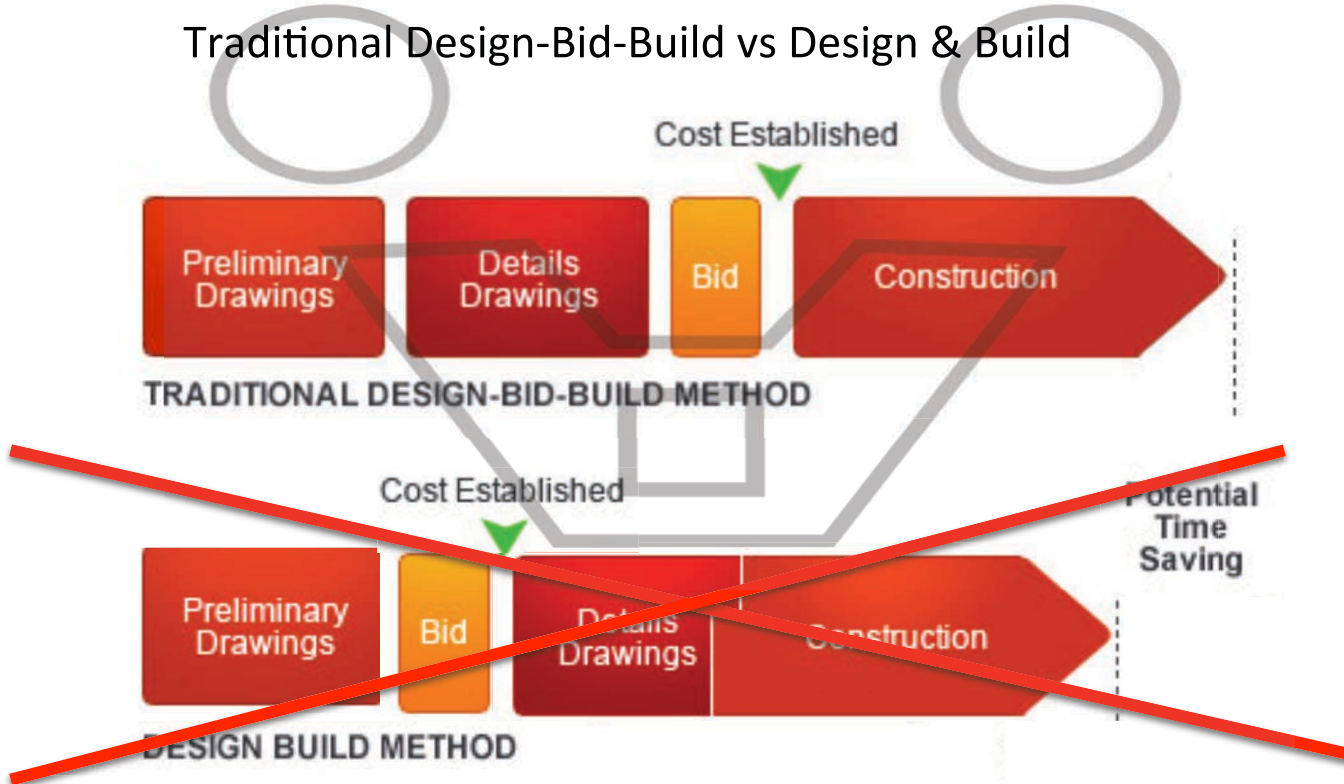 Traditional Design-Bid-Build vs Design & Build
Cost Established
Preliminary
Drawings
Details
Drawings
Bid
Construction
TRADITIONAL DESIGN-BID-BUILD METHOD
Cost Established
Potential
Time
Saving
Preliminary
Drawings
Bid
Details
Drawings
Construction
DESIGN BUILD METHOD